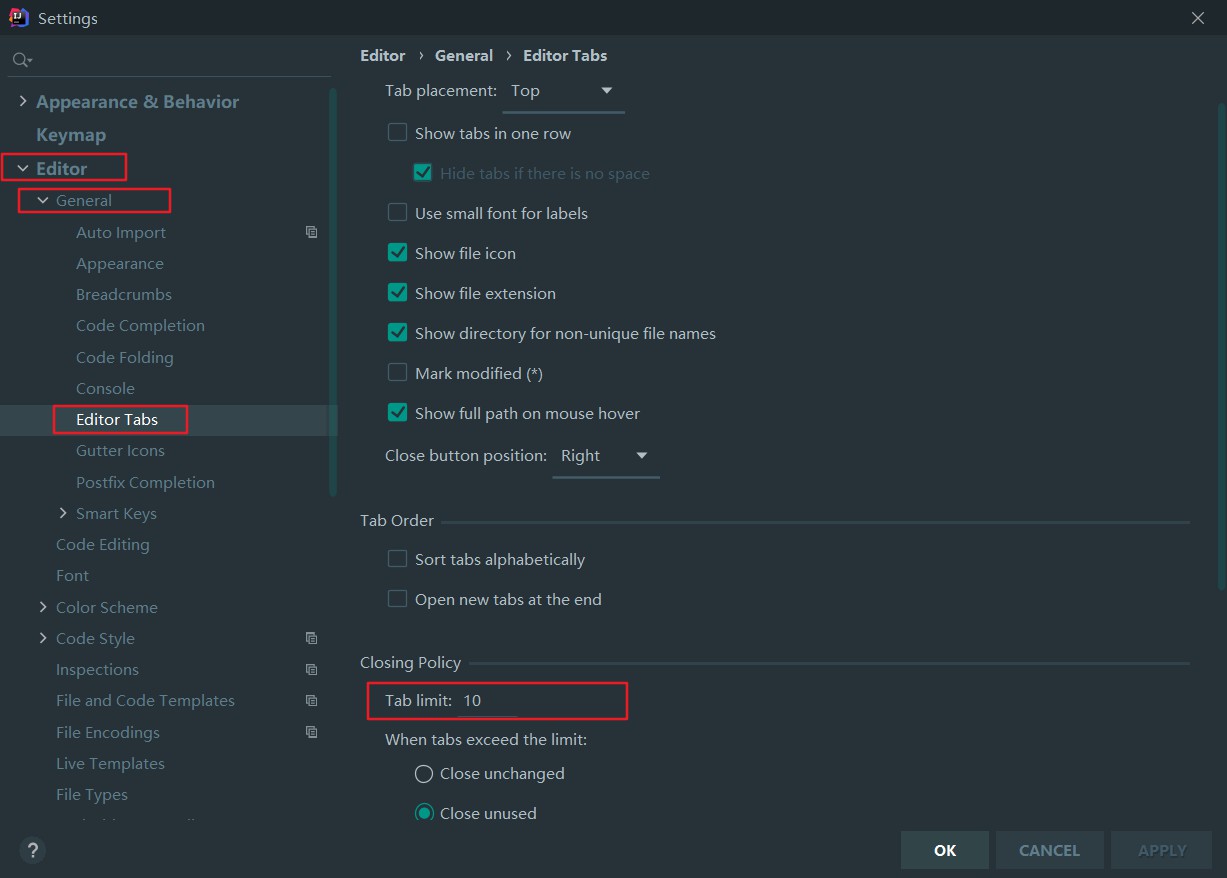 Settings
Appearance & Behavior
Keymap
Editor
General
Auto Import
Appearance
Breadcrumbs
Code Completion
Code Folding
Console
Editor Tabs
Gutter Icons
Postfix Completion
Smart Keys
Code Editing
Font
Color Scheme
Code Style
Inspections
File and Code Templates
File Encodings
Live Templates
File Types
Editor › General › Editor Tabs
Tab placement: Top
Show tabs in one row
Hide tabs if there is no space
Use small font for labels
Show file icon
Show file extension
Show directory for non-unique file names
Mark modified (*)
Show full path on mouse hover
Close button position: Right
Tab Order
Sort tabs alphabetically
Open new tabs at the end
Closing Policy
Tab limit: 10
When tabs exceed the limit:
Close unchanged
Close unused
?
OK CANCEL APPLY